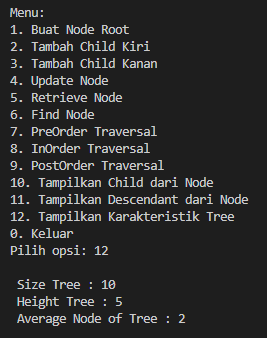 Menu:
1. Buat Node Root
2. Tambah Child Kiri
3. Tambah Child Kanan
4. Update Node
5. Retrieve Node
6. Find Node
7. PreOrder Traversal
8. InOrder Traversal
9. PostOrder Traversal
10. Tampilkan Child dari Node
11. Tampilkan Descendant dari Node
12. Tampilkan Karakteristik Tree
0. Keluar
Pilih opsi: 12
Size Tree : 10
Height Tree : 5
Average Node of Tree : 2